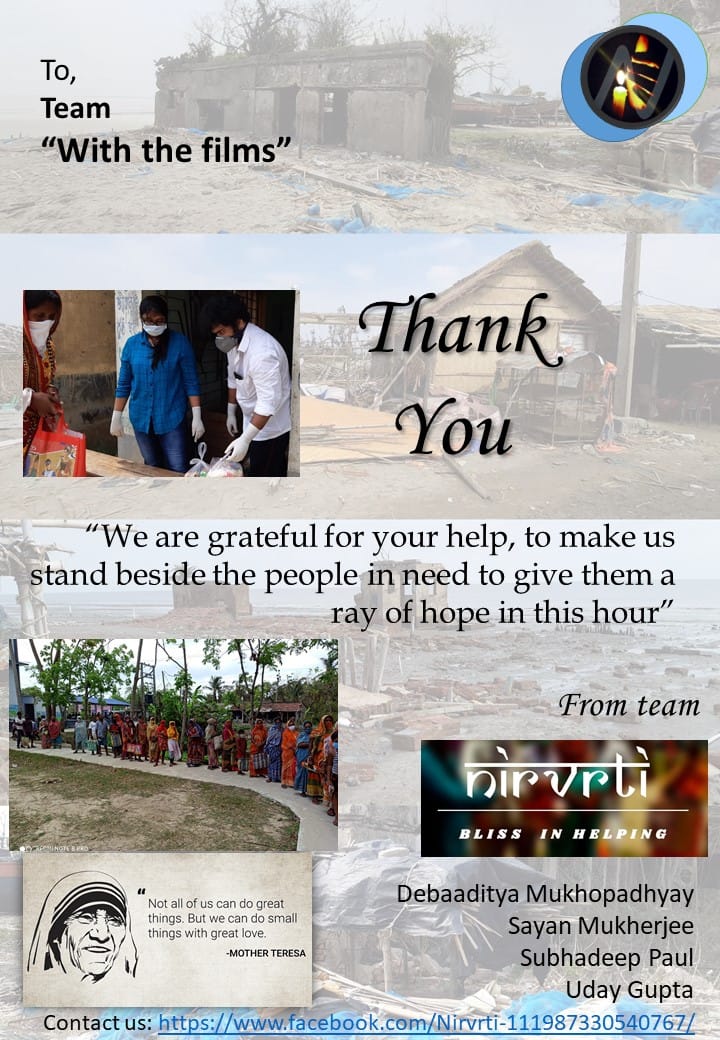 To,
Team
“With the films”
Thank
You
“We are grateful for your help, to make us
stand beside the people in need to give them a
ray of hope in this hour”
From team
nirvrti
BLISS IN HELPING
“Not all of us can do great
things. But we can do small
things with great love.
-MOTHER TERESA
Debaaditya Mukhopadhyay
Sayan Mukherjee
Subhadeep Paul
Uday Gupta
Contact us: https://www.facebook.com/Nirvrti-111987330540767/